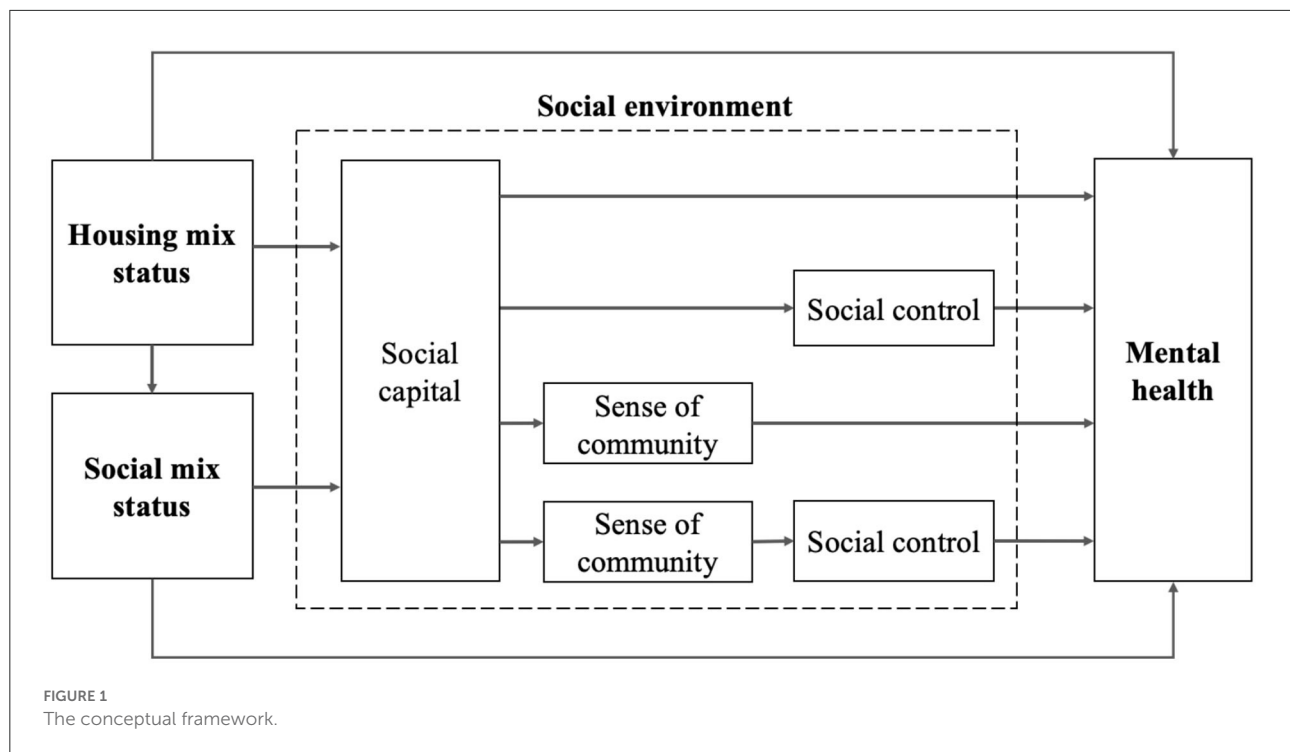 Social environment
Housing mix
status
Social mix
status
Social
capital
Social control
Sense of
community
Sense of
community
Social control
Mental
health
FIGURE 1
The conceptual framework.